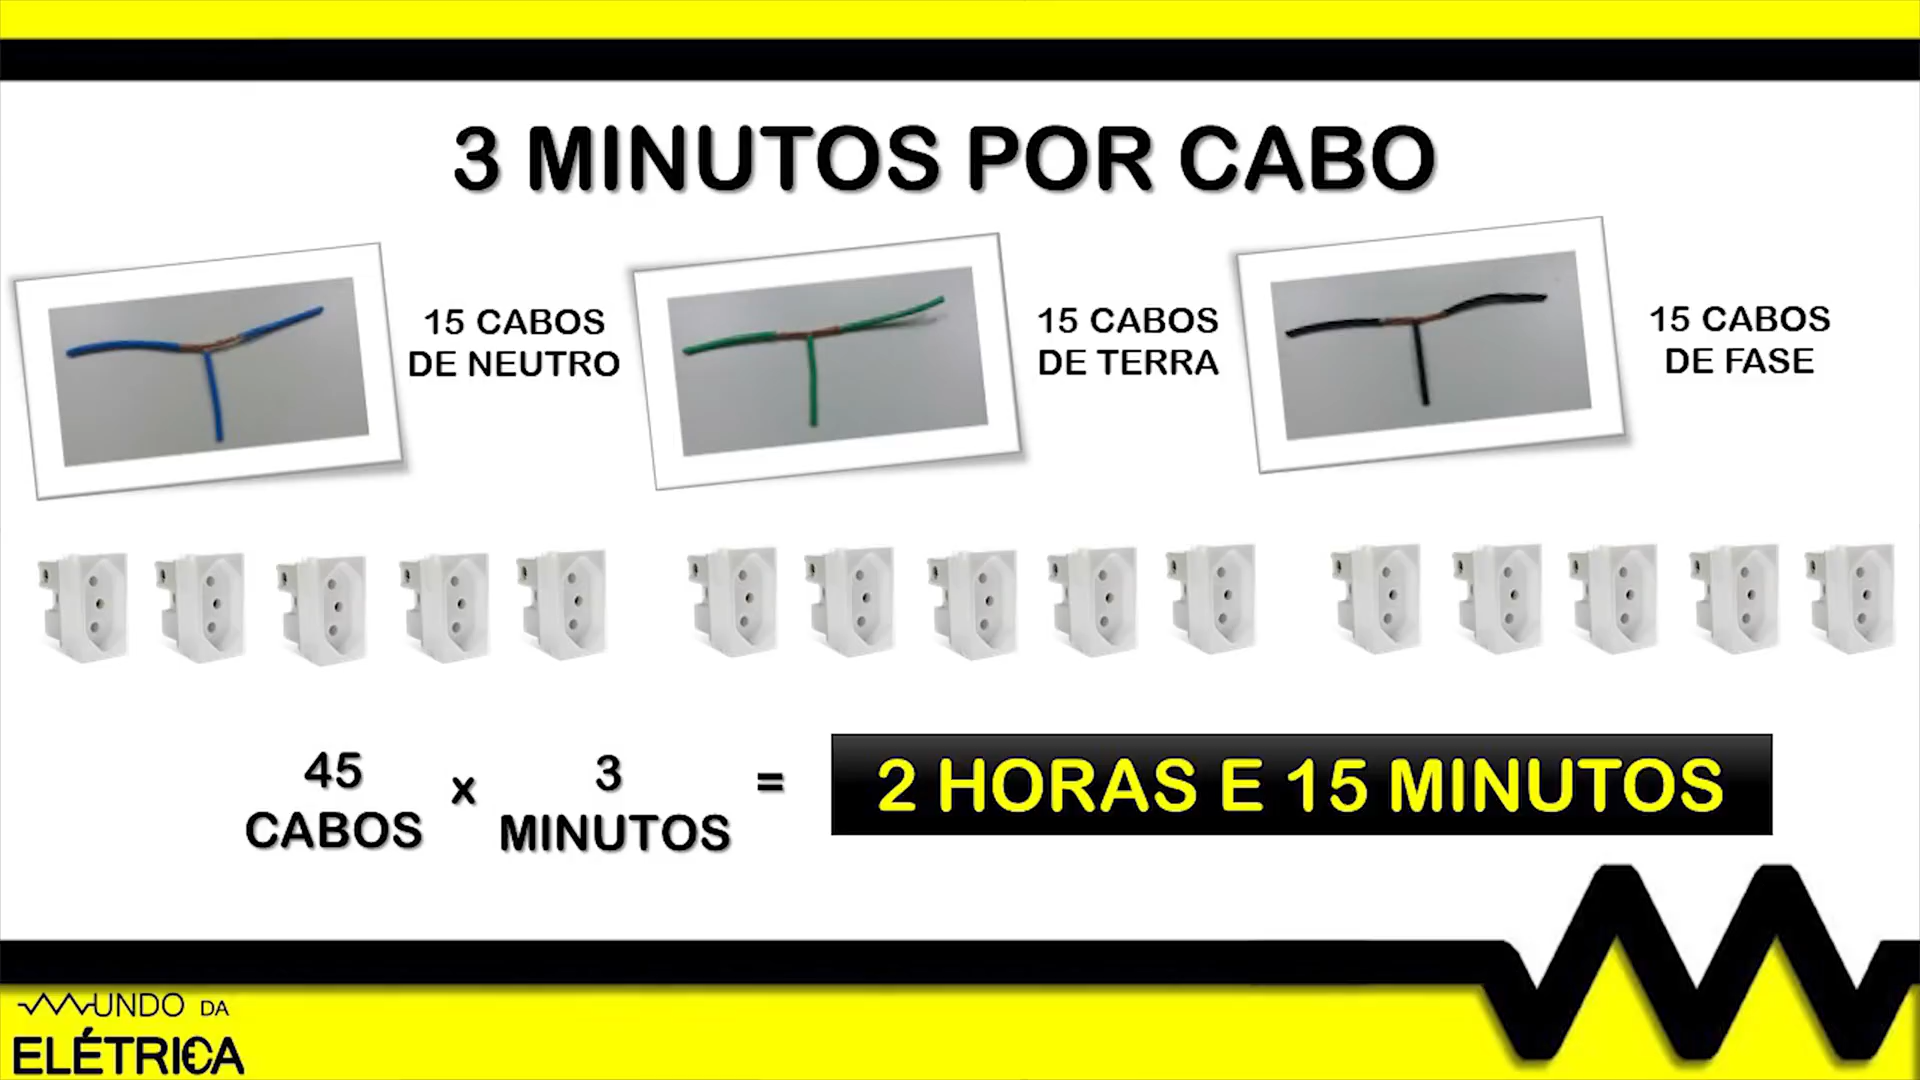 3 MINUTOS POR CABO
15 CABOS
DE NEUTRO
15 CABOS
DE TERRA
15 CABOS
DE FASE
45
CABOS
x
3
MINUTOS
=
2 HORAS E 15 MINUTOS
MUNDO DA
ELÉTRICA